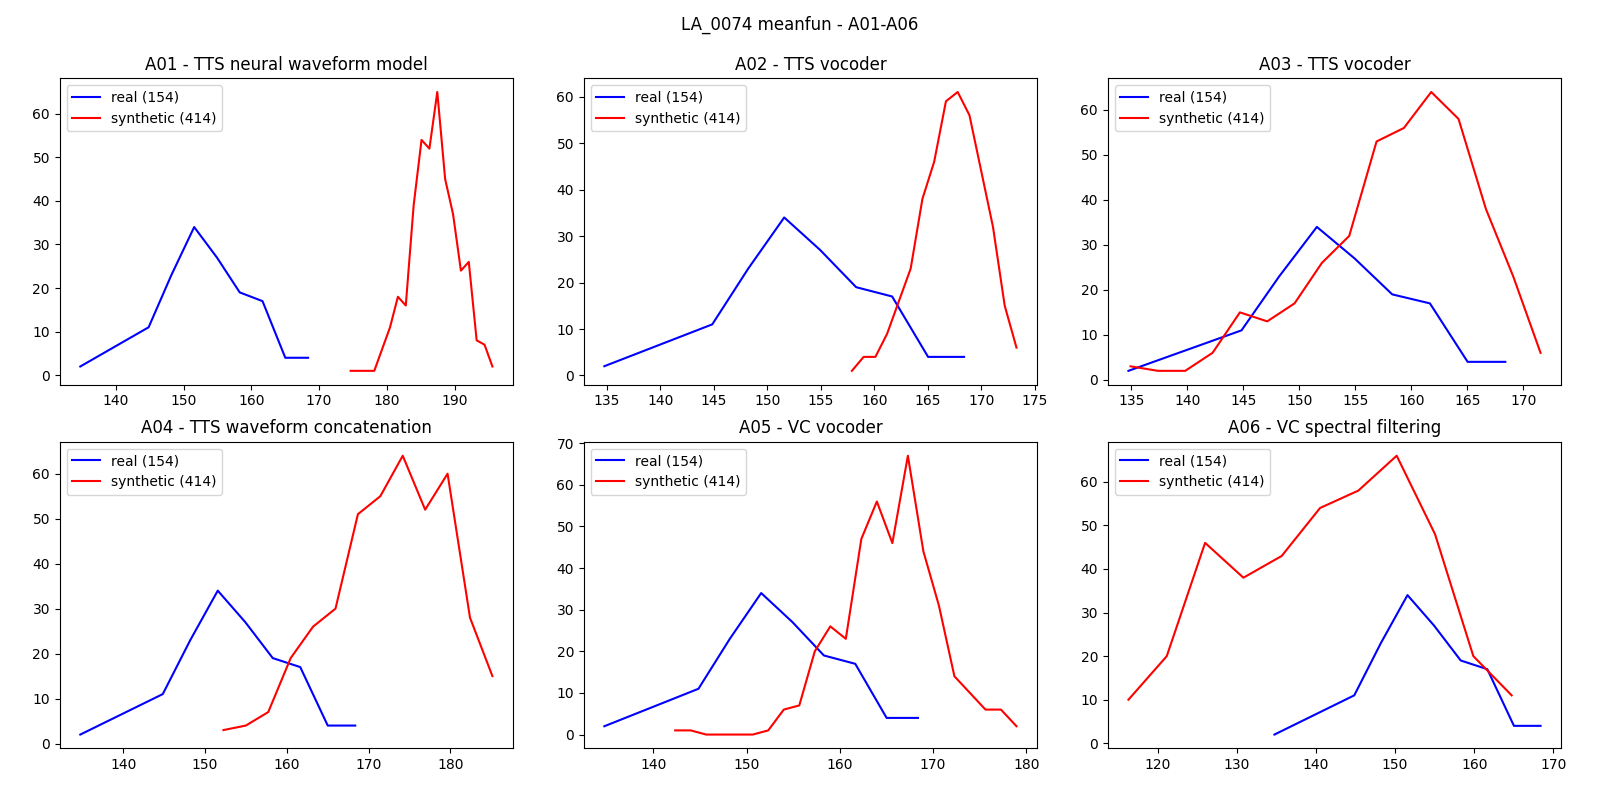 LA_0074 meanfun - A01-A06
A01 - TTS neural waveform model
real (154)
synthetic (414)
60
50
40
30
20
10
0
140 150 160 170 180 190
A02 - TTS vocoder
real (154)
synthetic (414)
60
50
40
30
20
10
0
135 140 145 150 155 160 165 170 175
A03 - TTS vocoder
real (154)
synthetic (414)
60
50
40
30
20
10
0
135 140 145 150 155 160 165 170
A04 - TTS waveform concatenation
real (154)
synthetic (414)
60
50
40
30
20
10
0
140 150 160 170 180
A05 - VC vocoder
real (154)
synthetic (414)
70
60
50
40
30
20
10
0
140 150 160 170 180
A06 - VC spectral filtering
real (154)
synthetic (414)
60
50
40
30
20
10
0
120 130 140 150 160 170